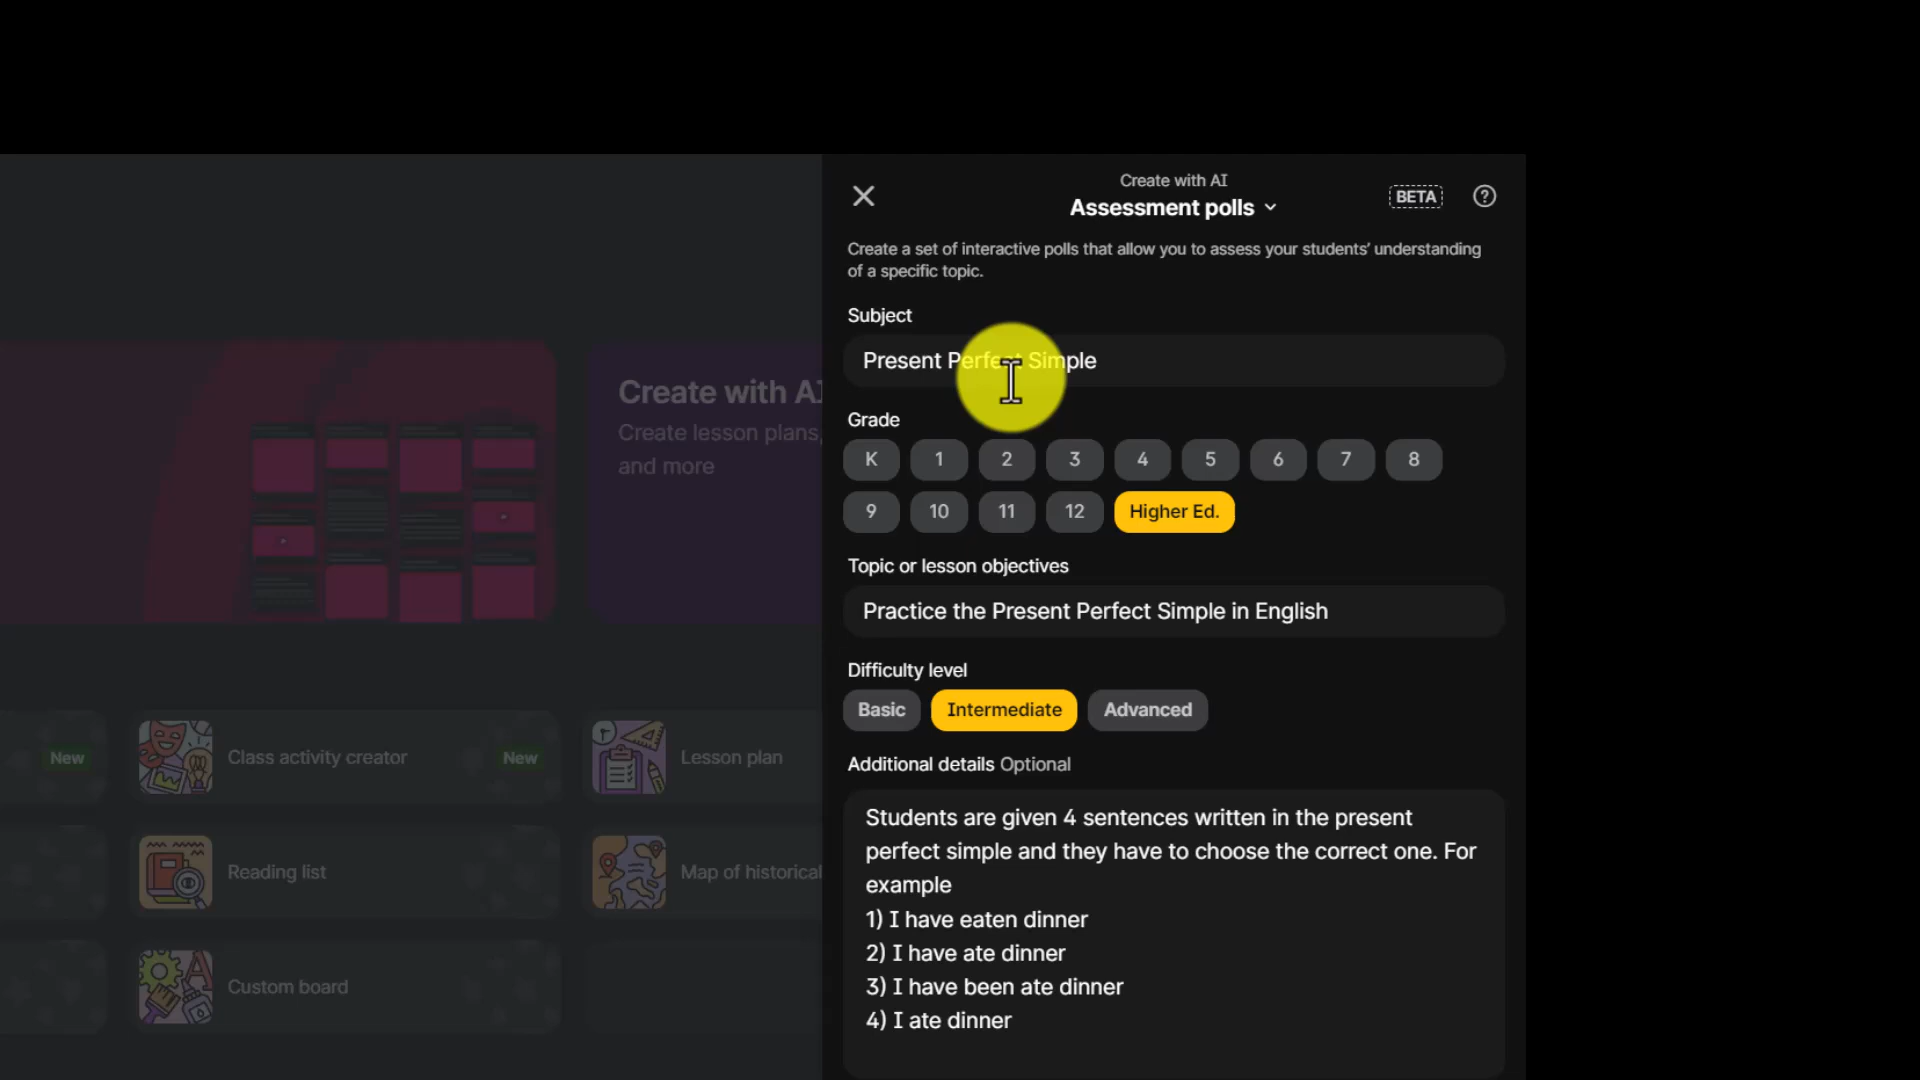 Create with AI
Assessment polls
BETA
Create a set of interactive polls that allow you to assess your students' understanding
of a specific topic.
Subject
Present Perfect Simple
Grade
K 1 2 3 4 5 6 7 8
9 10 11 12 Higher Ed.
Topic or lesson objectives
Practice the Present Perfect Simple in English
Difficulty level
Basic Intermediate Advanced
Additional details Optional
Students are given 4 sentences written in the present
perfect simple and they have to choose the correct one. For
example
1) I have eaten dinner
2) I have ate dinner
3) I have been ate dinner
4) I ate dinner
Create with AI
Create lesson plans,
and more
New
Class activity creator
New
Lesson plan
Reading list
Map of historical
Custom board